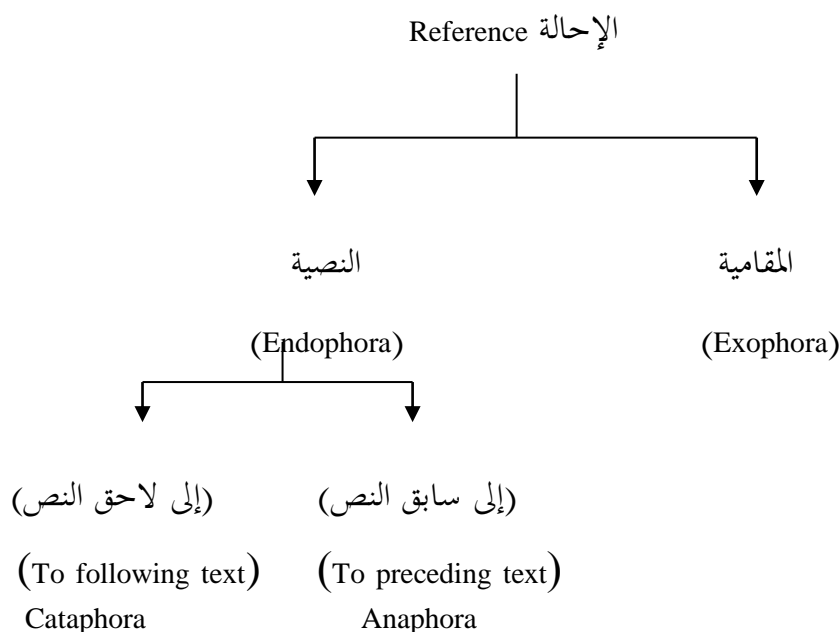 الإحالة Reference
المقامية
النصية
(Exophora)
(Endophora)
(إلى سابق النص)
(إلى لاحق النص)
(To preceding text)
(To following text)
Anaphora
Cataphora